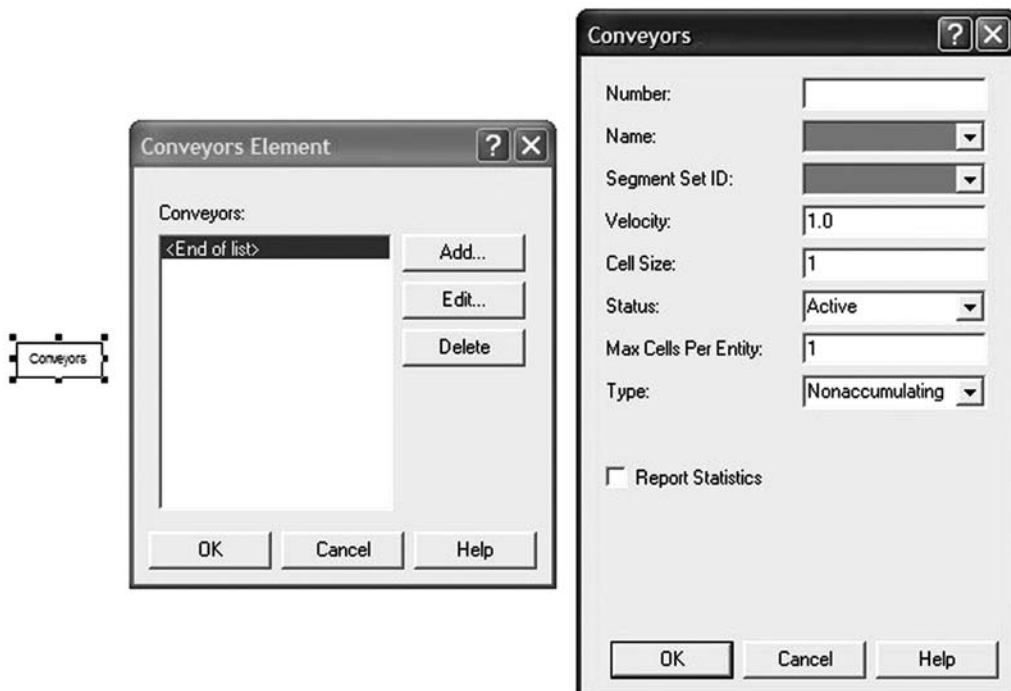 Conveyors
Conveyors Element
Conveyors:
<End of list>
Add...
Edit...
Delete
OK Cancel Help
Conveyors
Number:
Name:
Segment Set ID:
Velocity: 1.0
Cell Size: 1
Status: Active
Max Cells Per Entity: 1
Type: Nonaccumulating
Report Statistics
OK Cancel Help